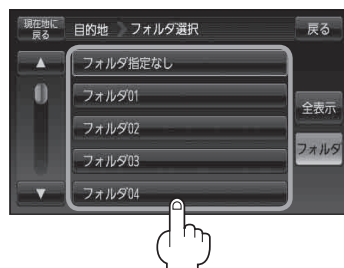 現在地に
戻る
目的地 フォルダ選択
戻る
▲
フォルダ指定なし
フォルダ01
フォルダ02
フォルダ03
フォルダ04
▼
全表示
フォルダ